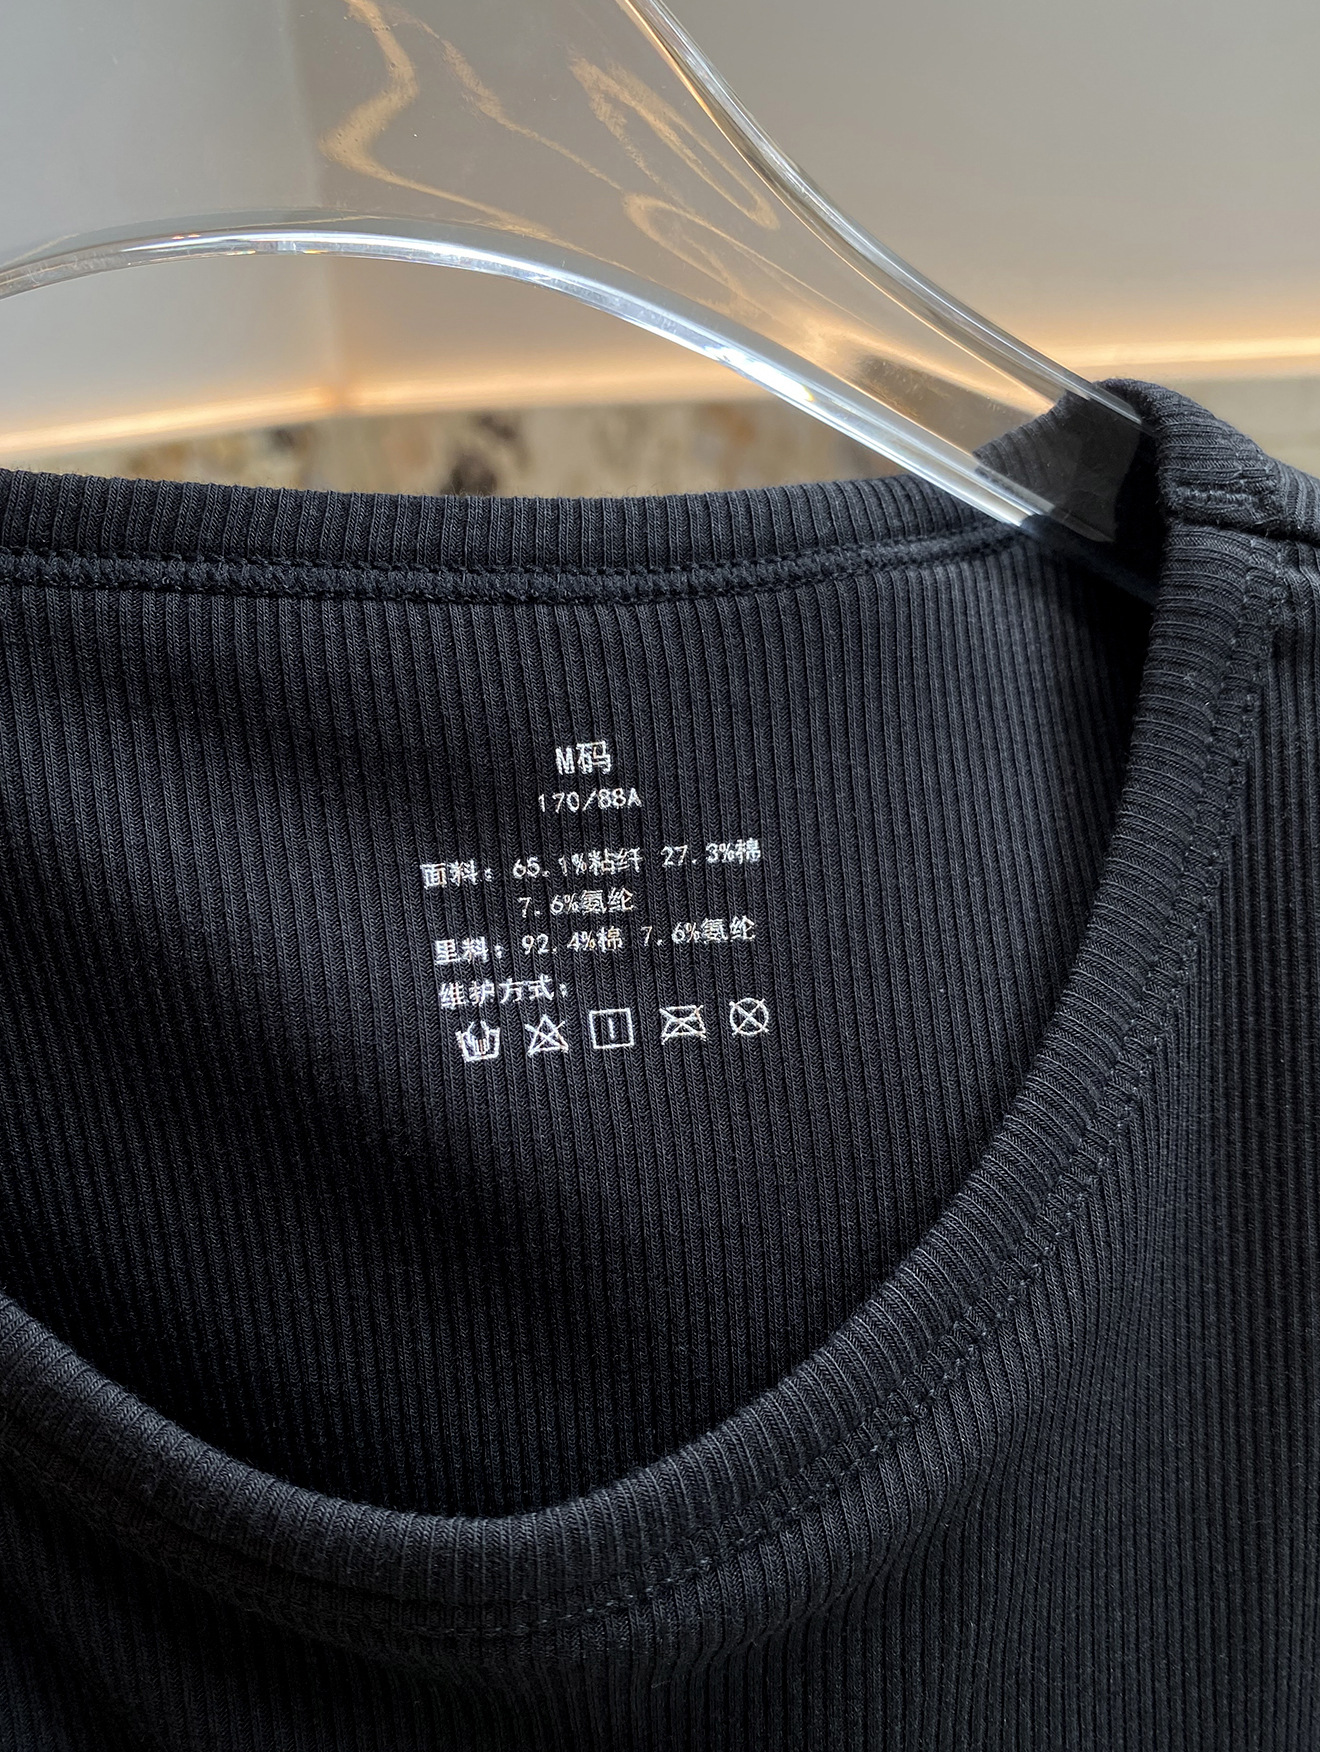 M码
170/88A
面料：65.1%粘纤 27.3%棉
7.6%氨纶
里料：92.4%棉 7.6%氨纶
维护方式：